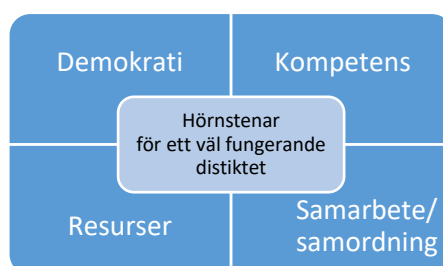 Demokrati
Kompetens
Hörnstenar
för ett väl fungerande
distiktet
Resurser
Samarbete/
samordning